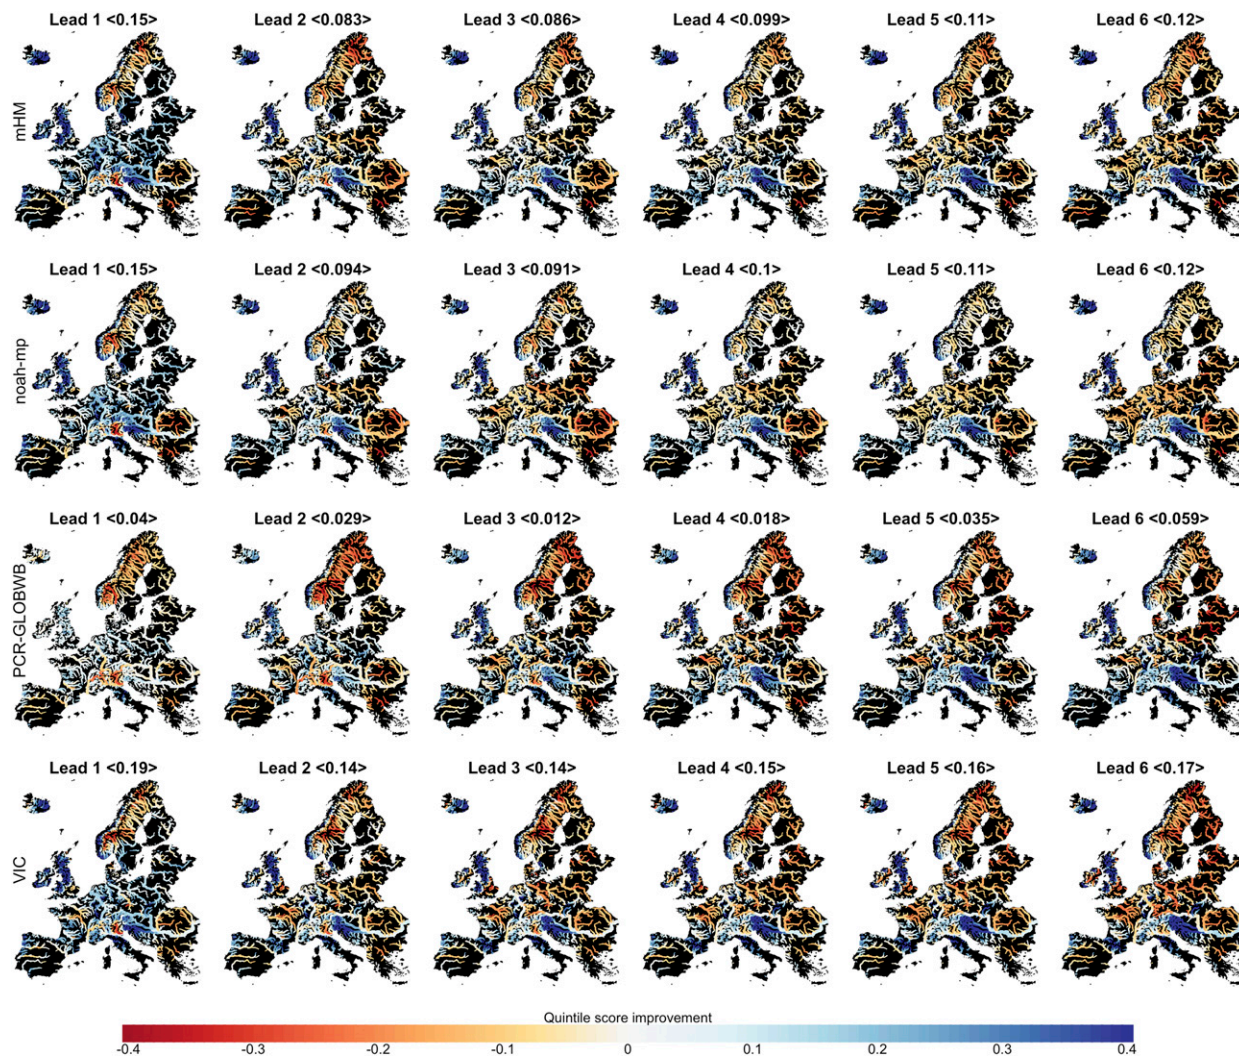 Lead 1 <0.15> Lead 2 <0.083> Lead 3 <0.086> Lead 4 <0.099> Lead 5 <0.11> Lead 6 <0.12>
mHM
Lead 1 <0.15> Lead 2 <0.094> Lead 3 <0.091> Lead 4 <0.1> Lead 5 <0.11> Lead 6 <0.12>
noah-mp
Lead 1 <0.04> Lead 2 <0.029> Lead 3 <0.012> Lead 4 <0.018> Lead 5 <0.035> Lead 6 <0.059>
PCR-GLOBWB
Lead 1 <0.19> Lead 2 <0.14> Lead 3 <0.14> Lead 4 <0.15> Lead 5 <0.16> Lead 6 <0.17>
VIC
Quintile score improvement
-0.4 -0.3 -0.2 -0.1 0 0.1 0.2 0.3 0.4